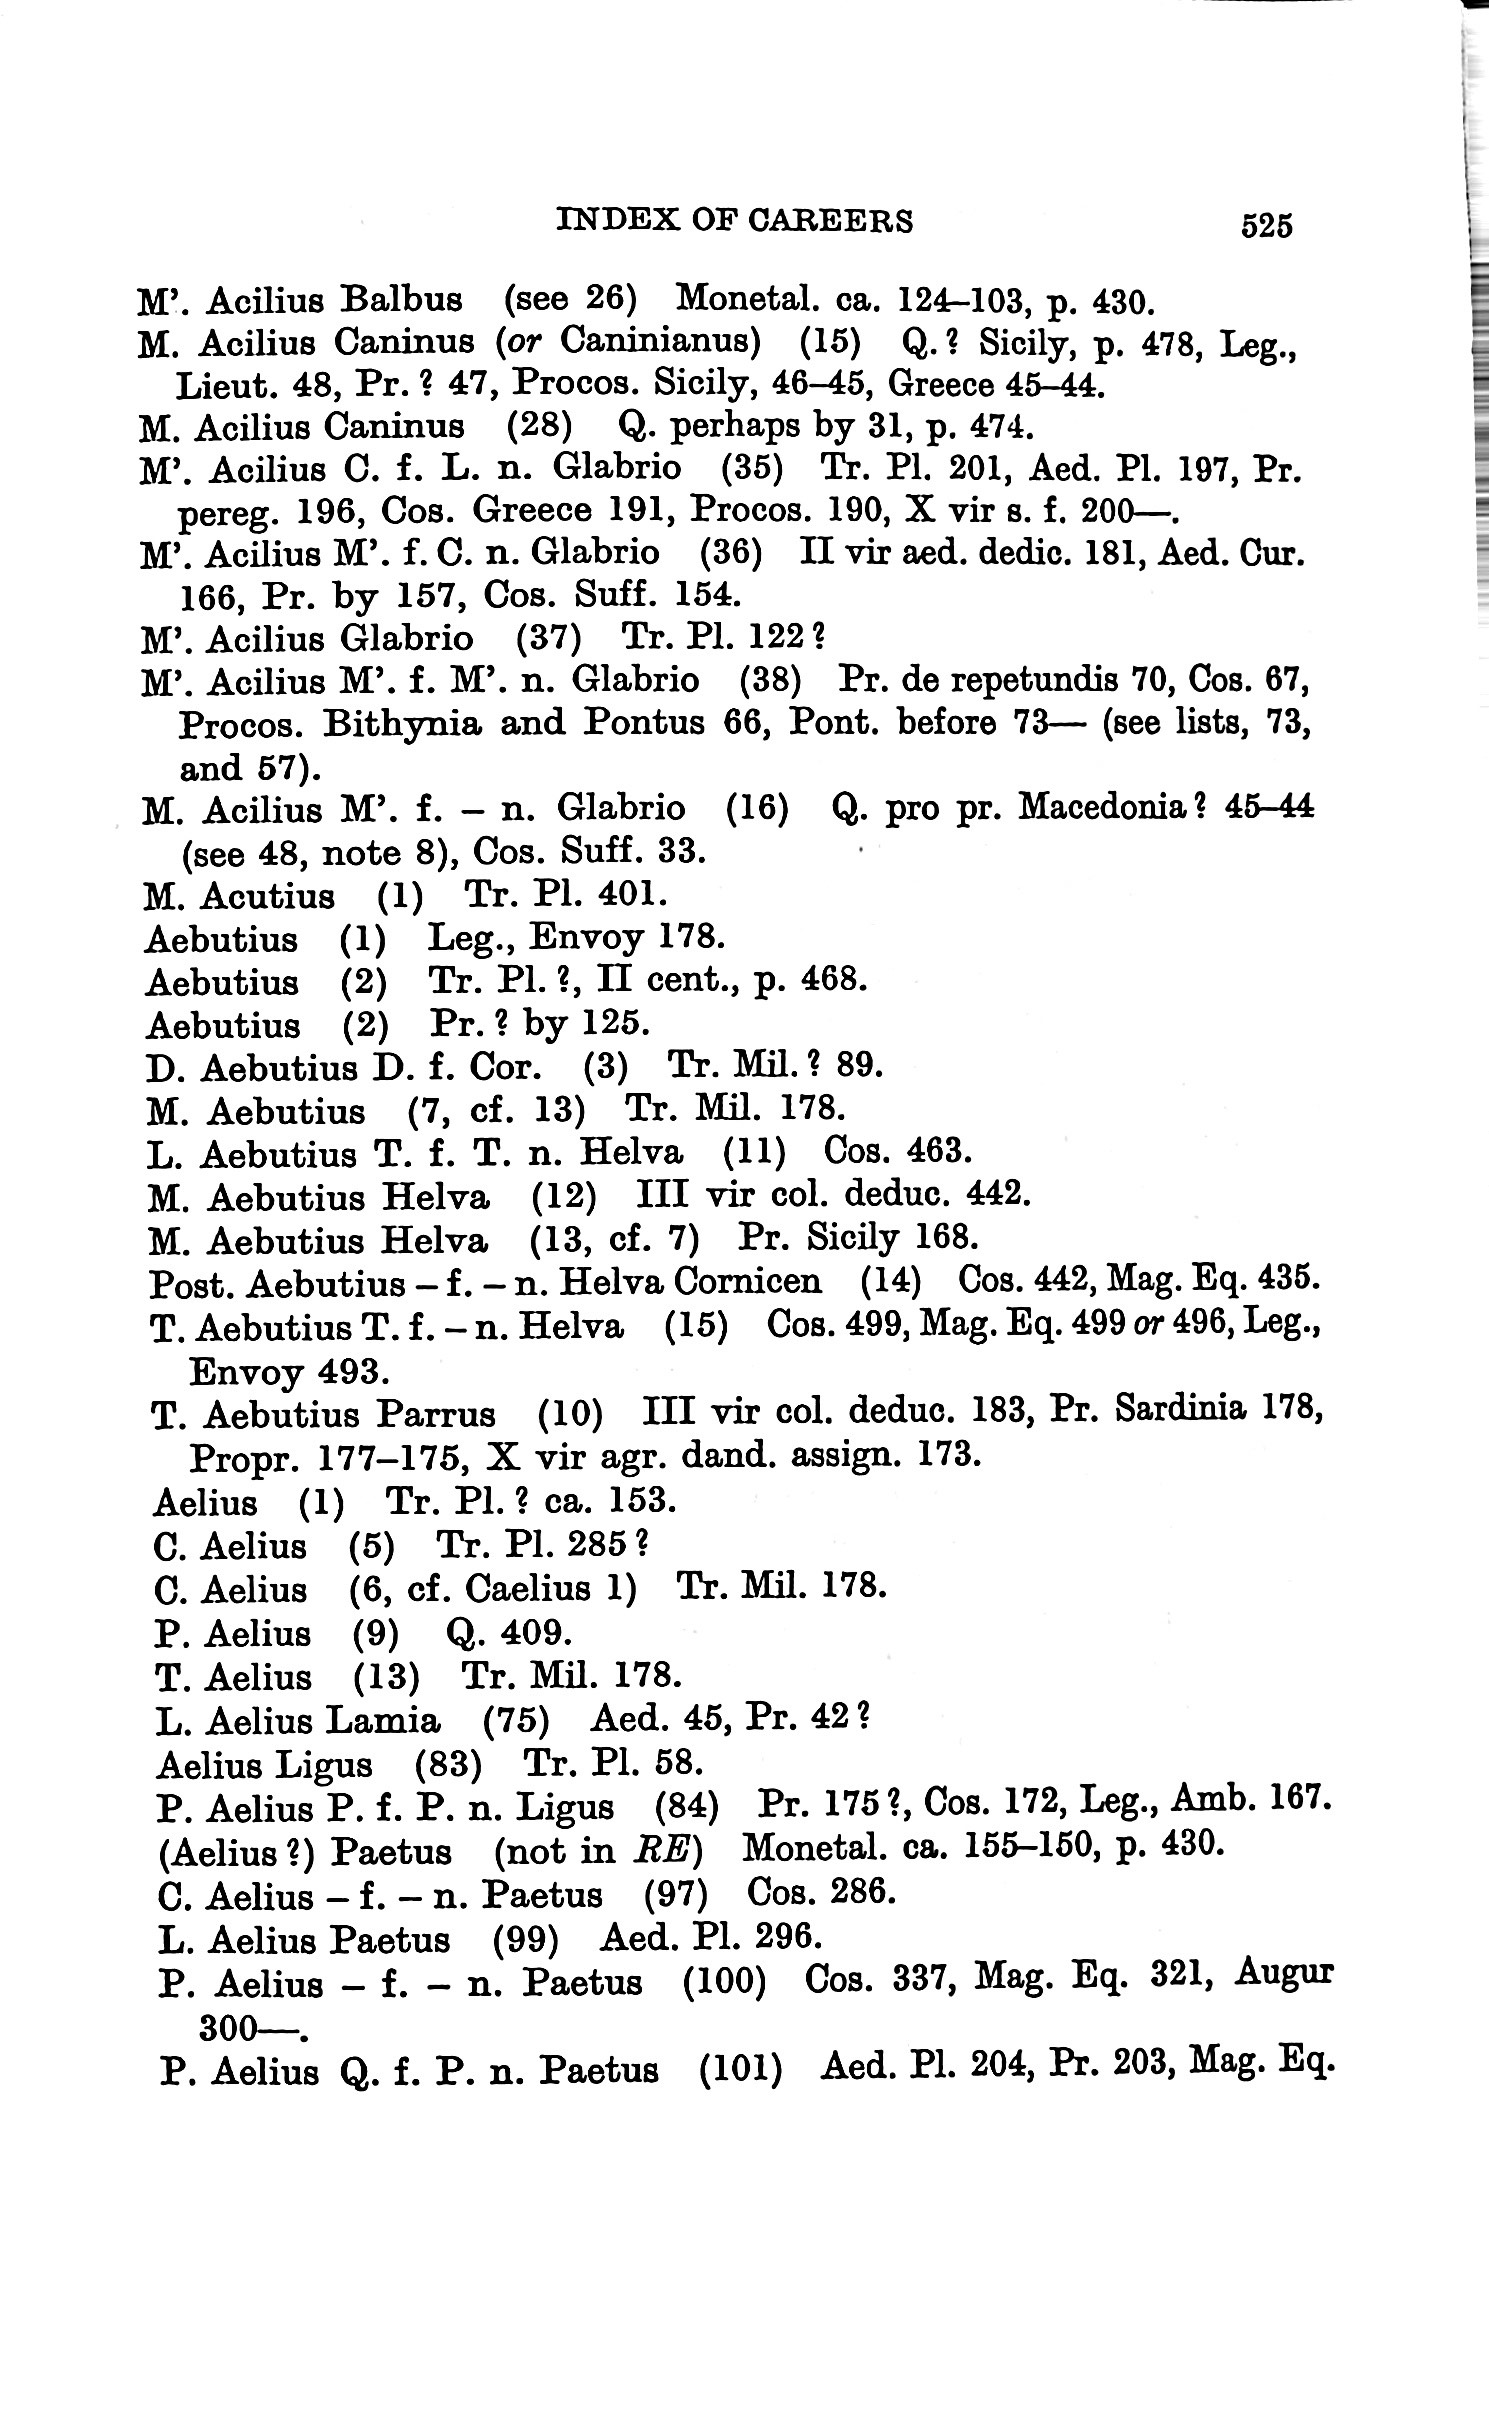 INDEX OF CAREERS 525
M’. Acilius Balbus (see 26) Monetal. ca. 124–103, p. 430.
M. Acilius Caninus (or Caninianus) (15) Q.? Sicily, p. 478, Leg.,
Lieut. 48, Pr.? 47, Procos. Sicily, 46–45, Greece 45–44.
M. Acilius Caninus (28) Q. perhaps by 31, p. 474.
M’. Acilius C. f. L. n. Glabrio (35) Tr. Pl. 201, Aed. Pl. 197, Pr.
pereg. 196, Cos. Greece 191, Procos. 190, X vir s. f. 200—.
M’. Acilius M’. f. C. n. Glabrio (36) II vir aed. dedic. 181, Aed. Cur.
166, Pr. by 157, Cos. Suff. 154.
M’. Acilius Glabrio (37) Tr. Pl. 122?
M’. Acilius M’. f. M’. n. Glabrio (38) Pr. de repetundis 70, Cos. 67,
Procos. Bithynia and Pontus 66, Pont. before 73— (see lists, 73,
and 57).
M. Acilius M’. f. – n. Glabrio (16) Q. pro pr. Macedonia? 45–44
(see 48, note 8), Cos. Suff. 33.
M. Acutius (1) Tr. Pl. 401.
Aebutius (1) Leg., Envoy 178.
Aebutius (2) Tr. Pl.?, II cent., p. 468.
Aebutius (2) Pr.? by 125.
D. Aebutius D. f. Cor. (3) Tr. Mil.? 89.
M. Aebutius (7, cf. 13) Tr. Mil. 178.
L. Aebutius T. f. T. n. Helva (11) Cos. 463.
M. Aebutius Helva (12) III vir col. deduc. 442.
M. Aebutius Helva (13, cf. 7) Pr. Sicily 168.
Post. Aebutius – f. – n. Helva Cornicen (14) Cos. 442, Mag. Eq. 435.
T. Aebutius T. f. – n. Helva (15) Cos. 499, Mag. Eq. 499 or 496, Leg.,
Envoy 493.
T. Aebutius Parrus (10) III vir col. deduc. 183, Pr. Sardinia 178,
Propr. 177–175, X vir agr. dand. assign. 173.
Aelius (1) Tr. Pl.? ca. 153.
C. Aelius (5) Tr. Pl. 285?
C. Aelius (6, cf. Caelius 1) Tr. Mil. 178.
P. Aelius (9) Q. 409.
T. Aelius (13) Tr. Mil. 178.
L. Aelius Lamia (75) Aed. 45, Pr. 42?
Aelius Ligus (83) Tr. Pl. 58.
P. Aelius P. f. P. n. Ligus (84) Pr. 175?, Cos. 172, Leg., Amb. 167.
(Aelius?) Paetus (not in RE) Monetal. ca. 155–150, p. 430.
C. Aelius – f. – n. Paetus (97) Cos. 286.
L. Aelius Paetus (99) Aed. Pl. 296.
P. Aelius – f. – n. Paetus (100) Cos. 337, Mag. Eq. 321, Augur
300—.
P. Aelius Q. f. P. n. Paetus (101) Aed. Pl. 204, Pr. 203, Mag. Eq.